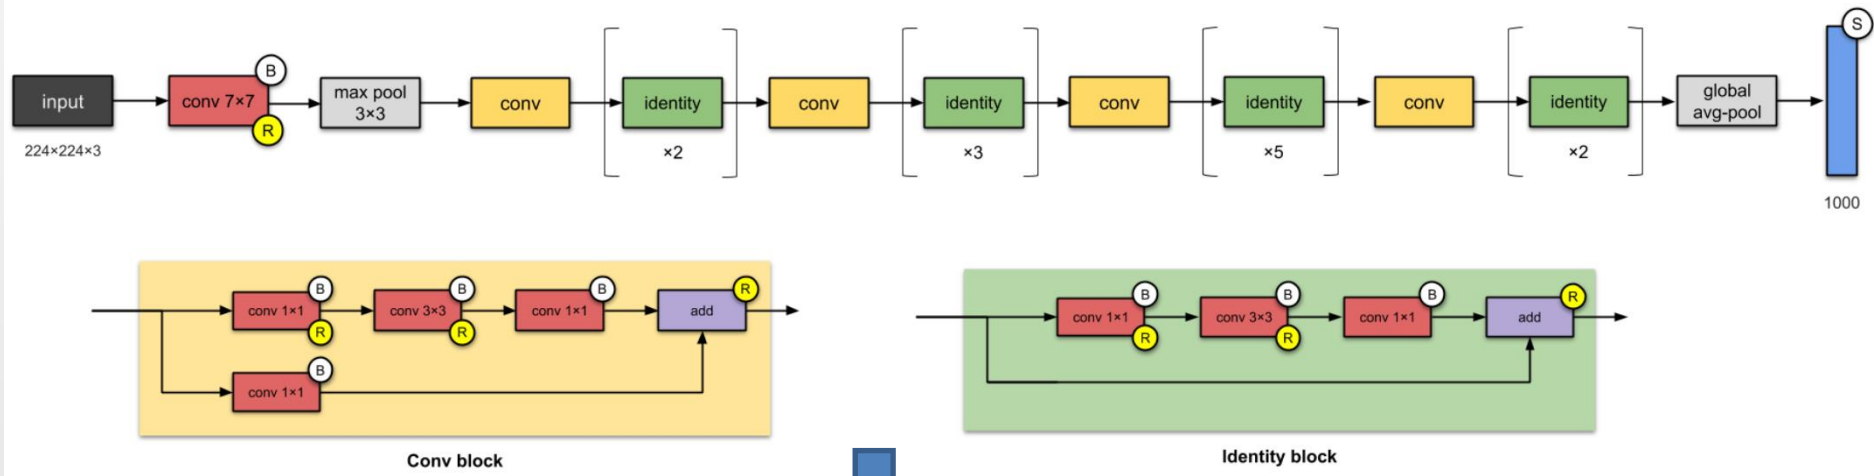 input
224×224×3
conv 7×7
B
R
max pool
3×3
conv
identity
×2
conv
identity
×3
conv
identity
×5
conv
identity
×2
global
avg-pool
S
1000
conv 1×1
B
R
conv 3×3
B
R
conv 1×1
B
add
R
conv 1×1
B
Conv block
conv 1×1
B
R
conv 3×3
B
R
conv 1×1
B
add
R
Identity block